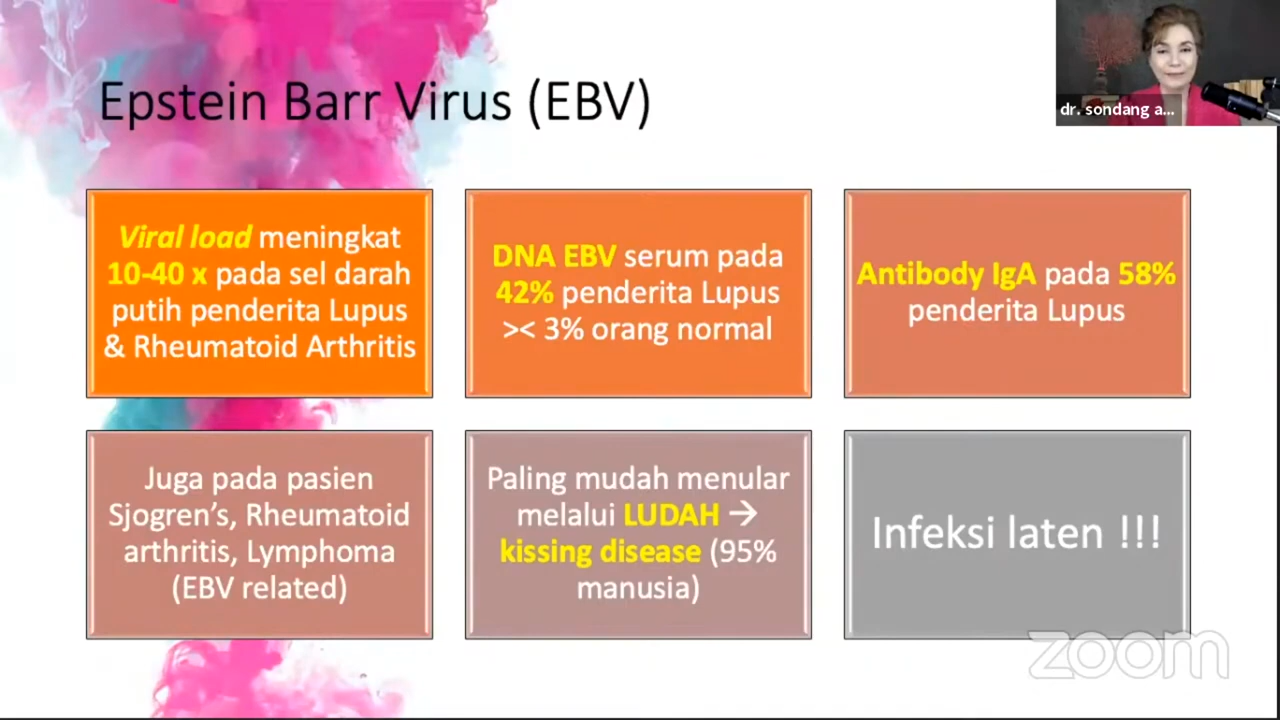 Epstein Barr Virus (EBV)
dr. sondang a...
Viral load meningkat
10-40 x pada sel darah
putih penderita Lupus
& Rheumatoid Arthritis
DNA EBV serum pada
42% penderita Lupus
>< 3% orang normal
Antibody IgA pada 58%
penderita Lupus
Juga pada pasien
Sjogren’s, Rheumatoid
arthritis, Lymphoma
(EBV related)
Paling mudah menular
melalui LUDAH →
kissing disease (95%
manusia)
Infeksi laten !!!
zoom